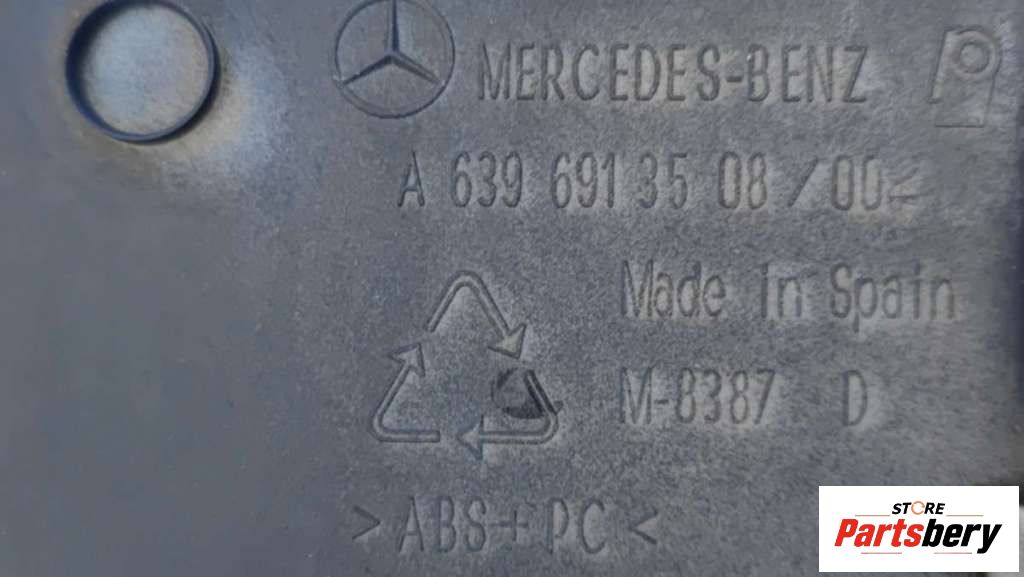 MERCEDES-BENZ
A 639 691 35 08 / 00
Made in Spain
M-8387 D
>ABS+PC<
STORE
Partsbery